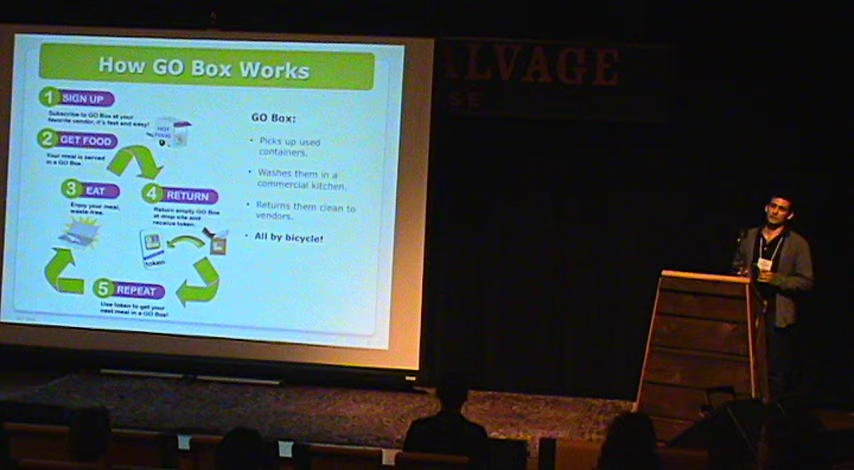 How GO Box Works
1 SIGN UP
Subscribe to GO Box at your
favorite vendor, it's fast and easy!
HOT
FOOD
2 GET FOOD
Your meal is served
in a GO Box.
3 EAT
Enjoy your meal,
waste-free.
4 RETURN
Return empty GO Box
at drop site and
receive token.
token
5 REPEAT
Use token to get your
next meal in a GO Box!
GO Box:
• Picks up used
containers.
• Washes them in a
commercial kitchen.
• Returns them clean to
vendors.
• All by bicycle!
ALVAGE
SE